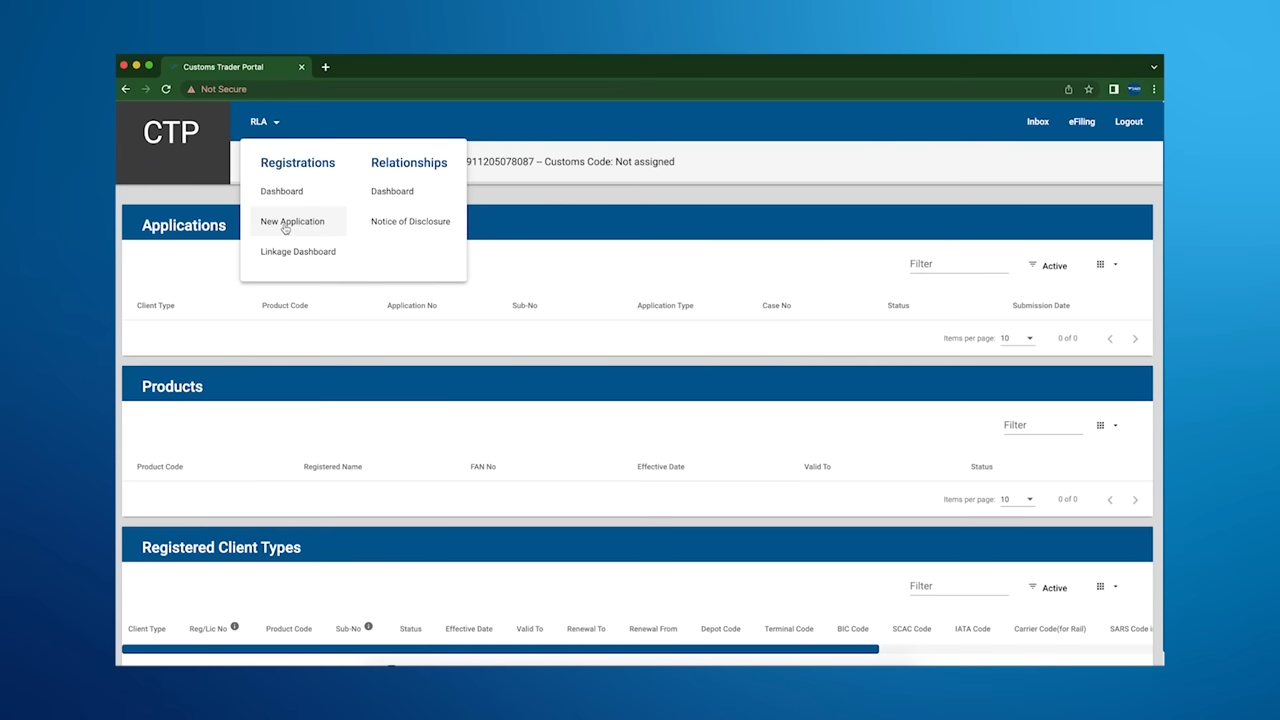 Customs Trader Portal
Not Secure
CTP
RLA
Inbox eFiling Logout
Registrations Relationships
911205078087 – Customs Code: Not assigned
Dashboard Dashboard
New Application Notice of Disclosure
Linkage Dashboard
Applications
Filter Active
Client Type Product Code Application No Sub-No Application Type Case No Status Submission Date
Items per page: 10 0 of 0
Products
Filter
Product Code Registered Name FAN No Effective Date Valid To Status
Items per page: 10 0 of 0
Registered Client Types
Filter Active
Client Type Reg/Lic No Product Code Sub-No Status Effective Date Valid To Renewal To Renewal From Depot Code Terminal Code BIC Code SCAC Code IATA Code Carrier Code(for Rail) SARS Code i